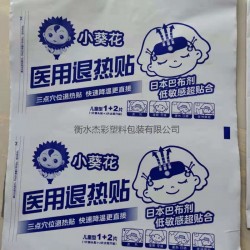 小葵花
医用退热贴
三点穴位退热贴 快速降温更直接
儿童型1+2片
日本巴布剂
低敏感超贴合
衡水杰彩塑料包装有限公司
小葵花
医用退热贴
三点穴位退热贴 快速降温更直接
儿童型1+2片
日本巴布剂
低敏感超贴合